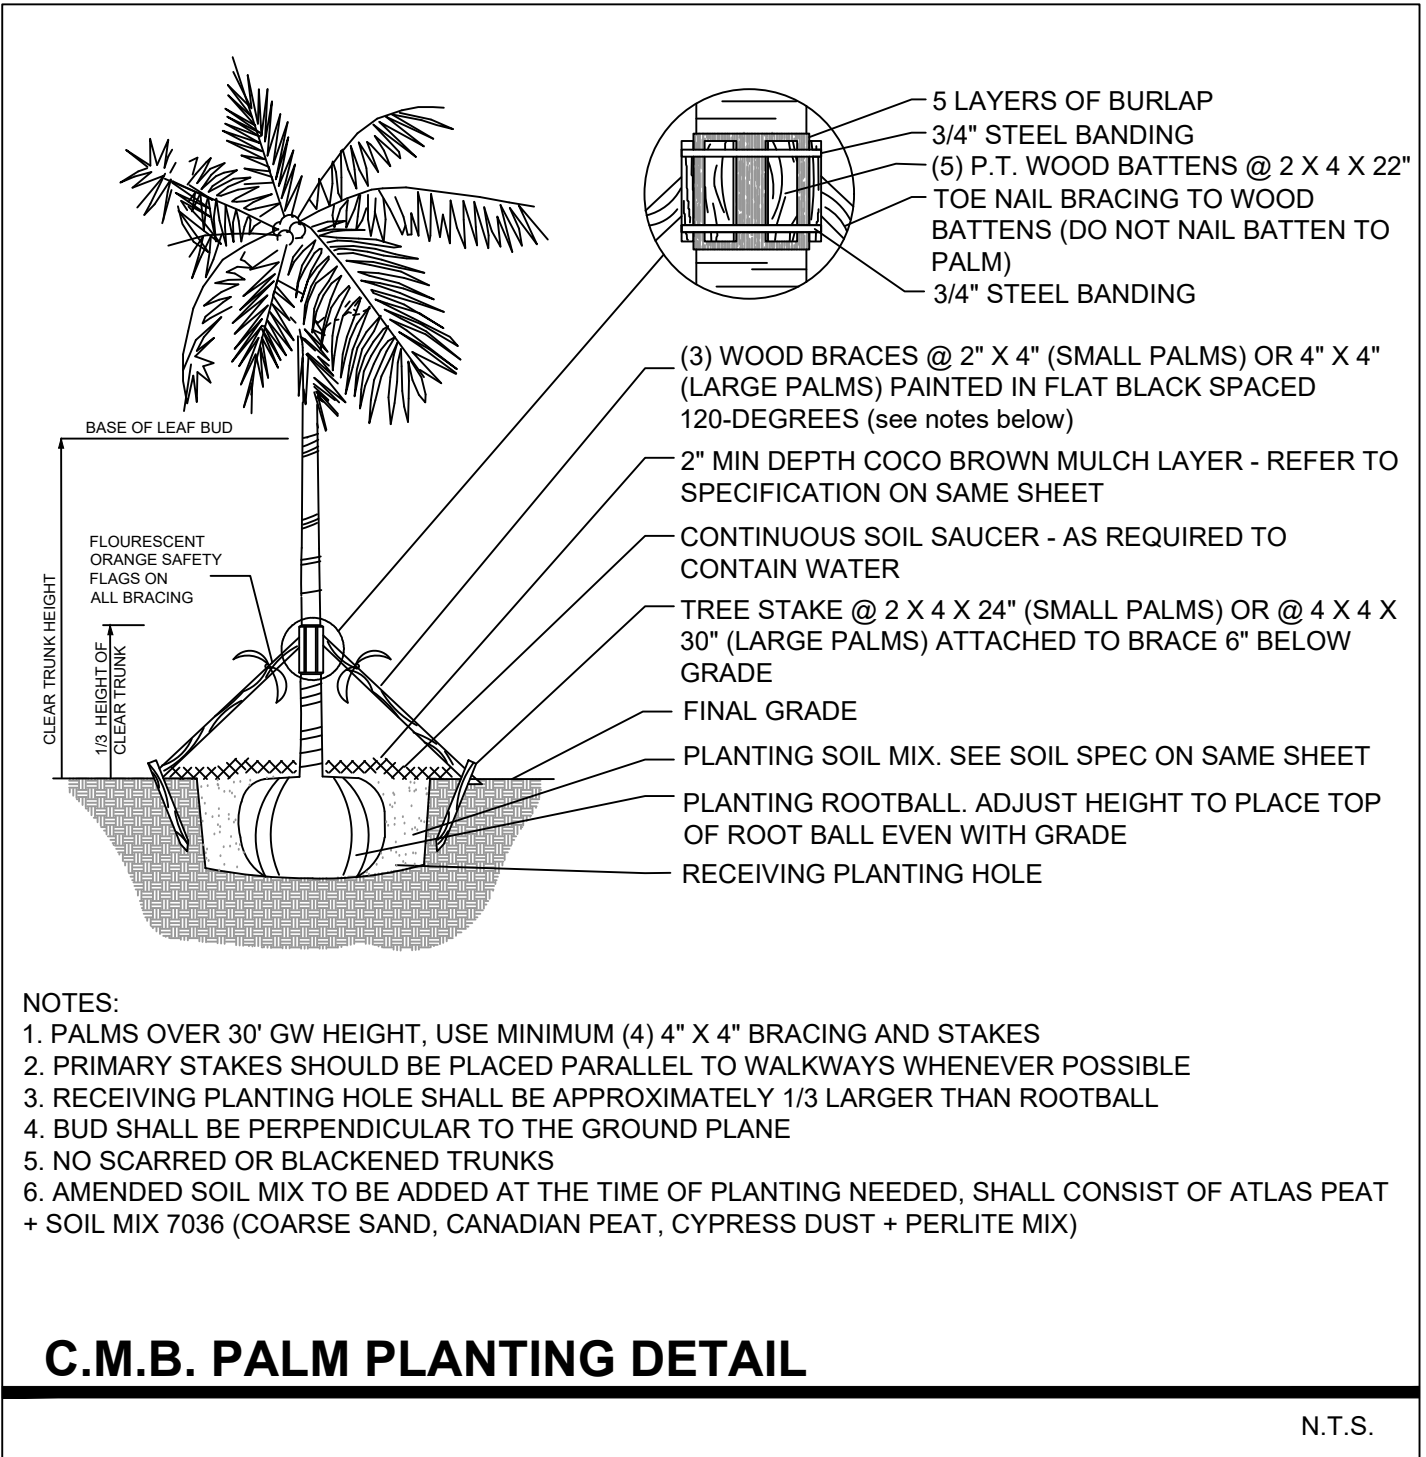 5 LAYERS OF BURLAP
3/4" STEEL BANDING
(5) P.T. WOOD BATTENS @ 2 X 4 X 22"
TOE NAIL BRACING TO WOOD
BATTENS (DO NOT NAIL BATTEN TO
PALM)
3/4" STEEL BANDING
(3) WOOD BRACES @ 2" X 4" (SMALL PALMS) OR 4" X 4"
(LARGE PALMS) PAINTED IN FLAT BLACK SPACED
120-DEGREES (see notes below)
BASE OF LEAF BUD
2" MIN DEPTH COCO BROWN MULCH LAYER - REFER TO
SPECIFICATION ON SAME SHEET
FLOURESCENT
ORANGE SAFETY
FLAGS ON
ALL BRACING
CONTINUOUS SOIL SAUCER - AS REQUIRED TO
CONTAIN WATER
CLEAR TRUNK HEIGHT
1/3 HEIGHT OF
CLEAR TRUNK
TREE STAKE @ 2 X 4 X 24" (SMALL PALMS) OR @ 4 X 4 X
30" (LARGE PALMS) ATTACHED TO BRACE 6" BELOW
GRADE
FINAL GRADE
PLANTING SOIL MIX. SEE SOIL SPEC ON SAME SHEET
PLANTING ROOTBALL. ADJUST HEIGHT TO PLACE TOP
OF ROOT BALL EVEN WITH GRADE
RECEIVING PLANTING HOLE
NOTES:
1. PALMS OVER 30' GW HEIGHT, USE MINIMUM (4) 4" X 4" BRACING AND STAKES
2. PRIMARY STAKES SHOULD BE PLACED PARALLEL TO WALKWAYS WHENEVER POSSIBLE
3. RECEIVING PLANTING HOLE SHALL BE APPROXIMATELY 1/3 LARGER THAN ROOTBALL
4. BUD SHALL BE PERPENDICULAR TO THE GROUND PLANE
5. NO SCARRED OR BLACKENED TRUNKS
6. AMENDED SOIL MIX TO BE ADDED AT THE TIME OF PLANTING NEEDED, SHALL CONSIST OF ATLAS PEAT
+ SOIL MIX 7036 (COARSE SAND, CANADIAN PEAT, CYPRESS DUST + PERLITE MIX)
C.M.B. PALM PLANTING DETAIL
N.T.S.